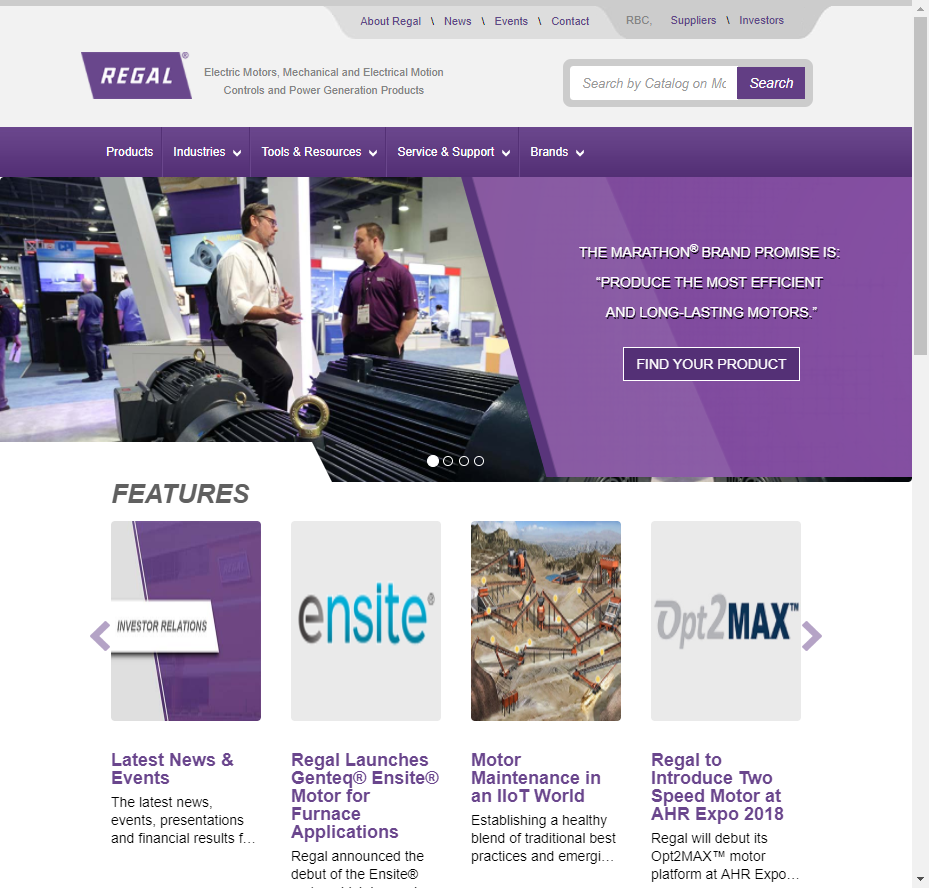 About Regal \ News \ Events \ Contact
RBC, Suppliers \ Investors
REGAL®
Electric Motors, Mechanical and Electrical Motion
Controls and Power Generation Products
Search by Catalog on Mo
Search
Products Industries Tools & Resources Service & Support Brands
THE MARATHON® BRAND PROMISE IS:
“PRODUCE THE MOST EFFICIENT
AND LONG-LASTING MOTORS.”
FIND YOUR PRODUCT
FEATURES
REGAL
INVESTOR RELATIONS
ensite®
Opt2MAX™
Latest News &
Events
The latest news,
events, presentations
and financial results f…
Regal Launches
Genteq® Ensite®
Motor for
Furnace
Applications
Regal announced the
debut of the Ensite®
Motor
Maintenance in
an IIoT World
Establishing a healthy
blend of traditional best
practices and emergi…
Regal to
Introduce Two
Speed Motor at
AHR Expo 2018
Regal will debut its
Opt2MAX™ motor
platform at AHR Expo…